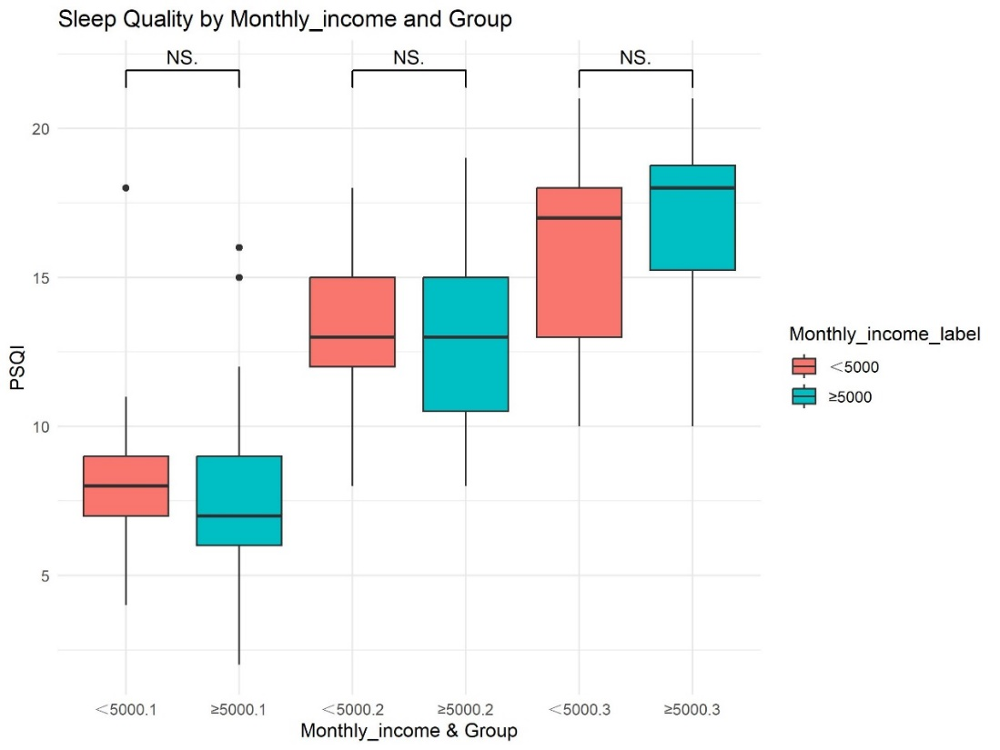 Sleep Quality by Monthly_income and Group
NS. NS. NS.
20
15
10
5
PSQI
Monthly_income_label
＜5000
≥5000
＜5000.1 ≥5000.1 ＜5000.2 ≥5000.2 ＜5000.3 ≥5000.3
Monthly_income & Group